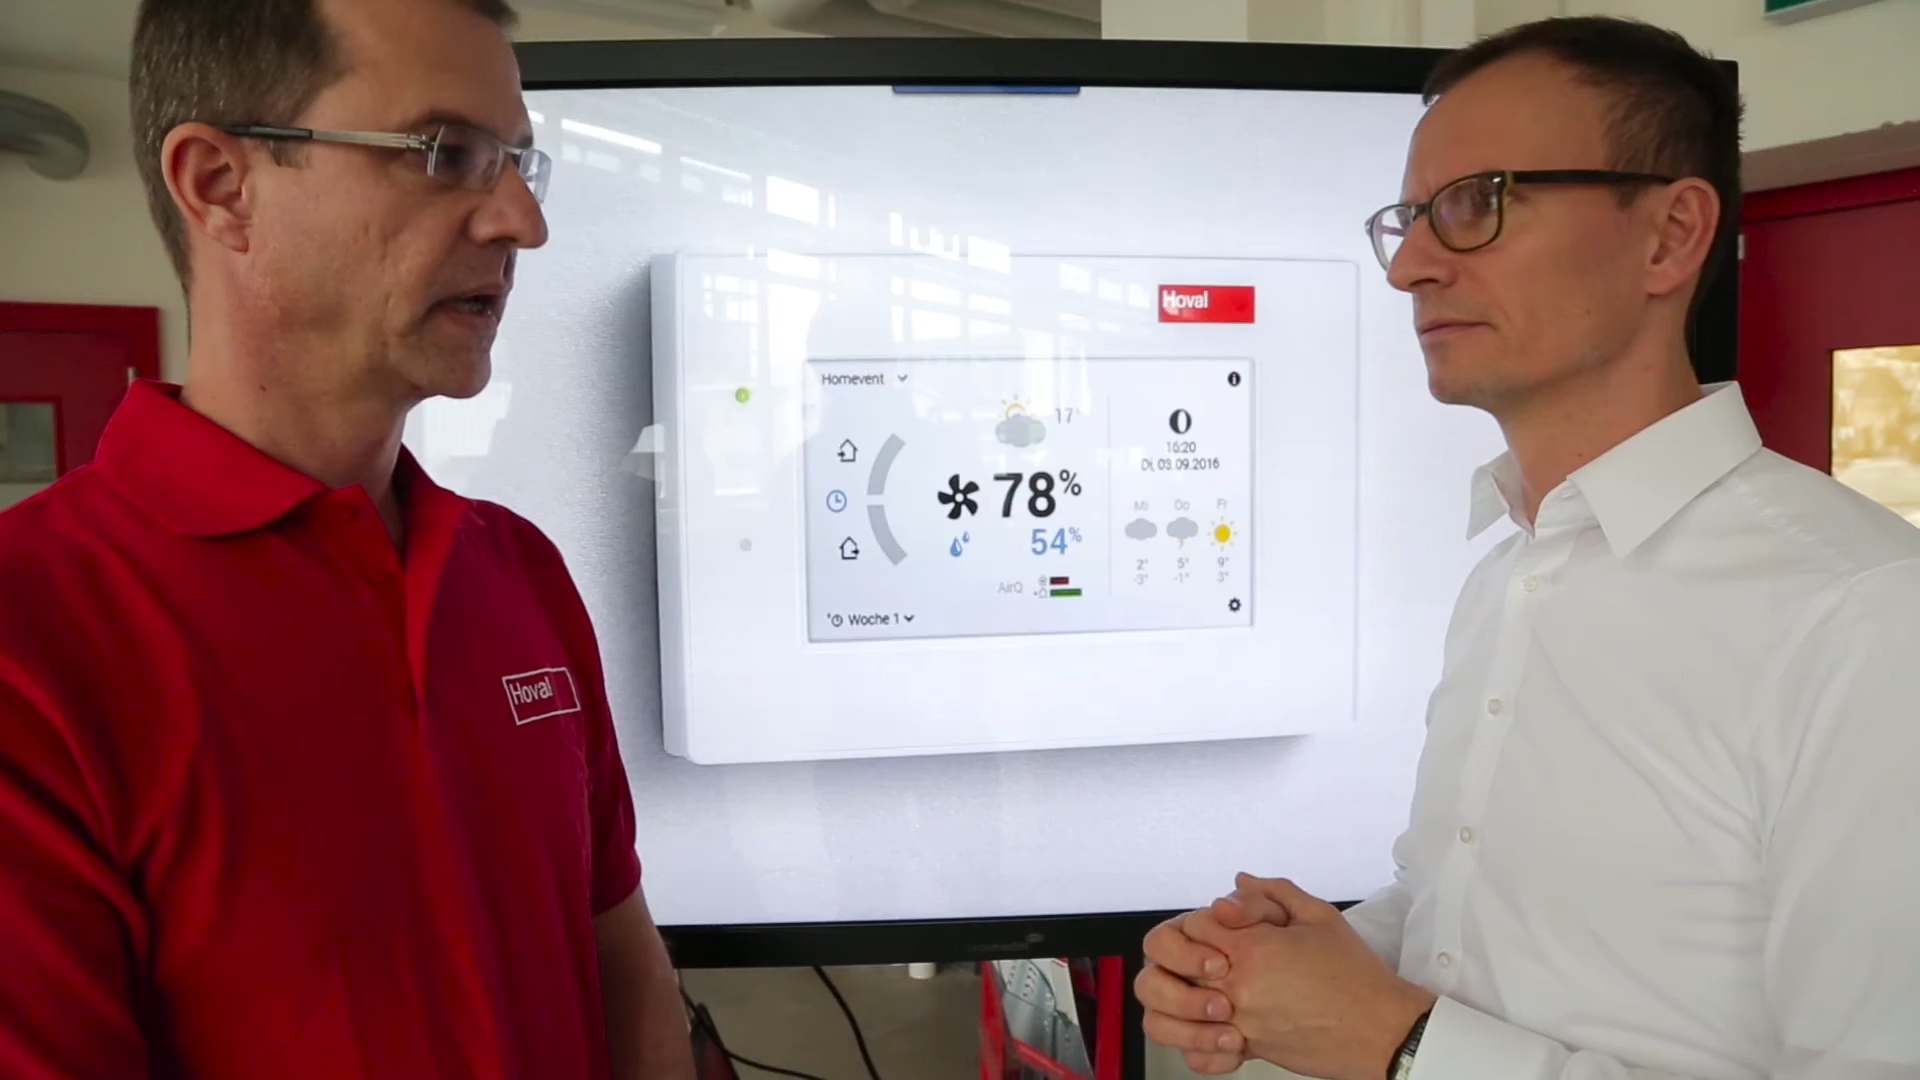 Hoval
Homevent
17°
16:20
Di, 03.09.2016
78%
54%
Mi Do Fr
2° 5° 9°
-3° -1° 3°
AirQ
Woche 1
Hoval